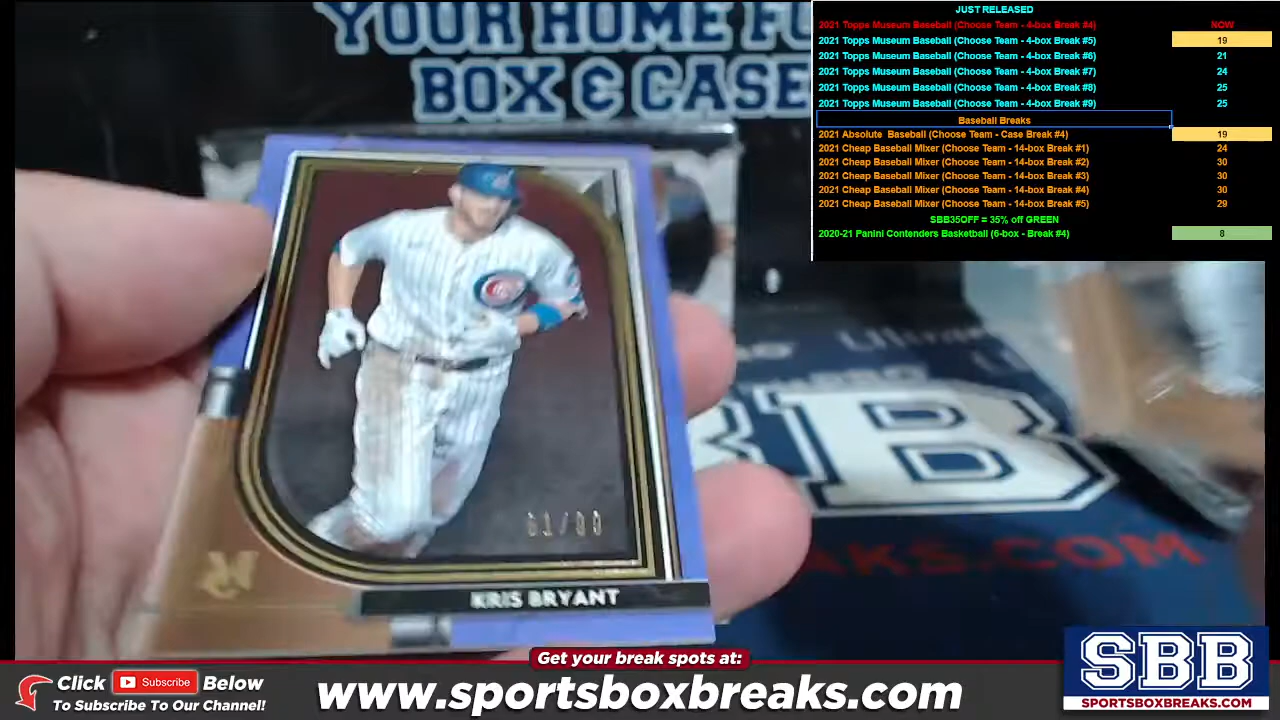 YOUR HOME FO
BOX & CASE
JUST RELEASED
2021 Topps Museum Baseball (Choose Team - 4-box Break #4) NOW
2021 Topps Museum Baseball (Choose Team - 4-box Break #5) 19
2021 Topps Museum Baseball (Choose Team - 4-box Break #6) 21
2021 Topps Museum Baseball (Choose Team - 4-box Break #7) 24
2021 Topps Museum Baseball (Choose Team - 4-box Break #8) 25
2021 Topps Museum Baseball (Choose Team - 4-box Break #9) 25
Baseball Breaks
2021 Absolute Baseball (Choose Team - Case Break #4) 19
2021 Cheap Baseball Mixer (Choose Team - 14-box Break #1) 24
2021 Cheap Baseball Mixer (Choose Team - 14-box Break #2) 30
2021 Cheap Baseball Mixer (Choose Team - 14-box Break #3) 30
2021 Cheap Baseball Mixer (Choose Team - 14-box Break #4) 30
2021 Cheap Baseball Mixer (Choose Team - 14-box Break #5) 29
SBB35OFF = 35% off GREEN
2020-21 Panini Contenders Basketball (6-box - Break #4) 8
KRIS BRYANT
B
EAKS.COM
Get your break spots at:
Click Subscribe Below
To Subscribe To Our Channel!
www.sportsboxbreaks.com
SBB
SPORTSBOXBREAKS.COM